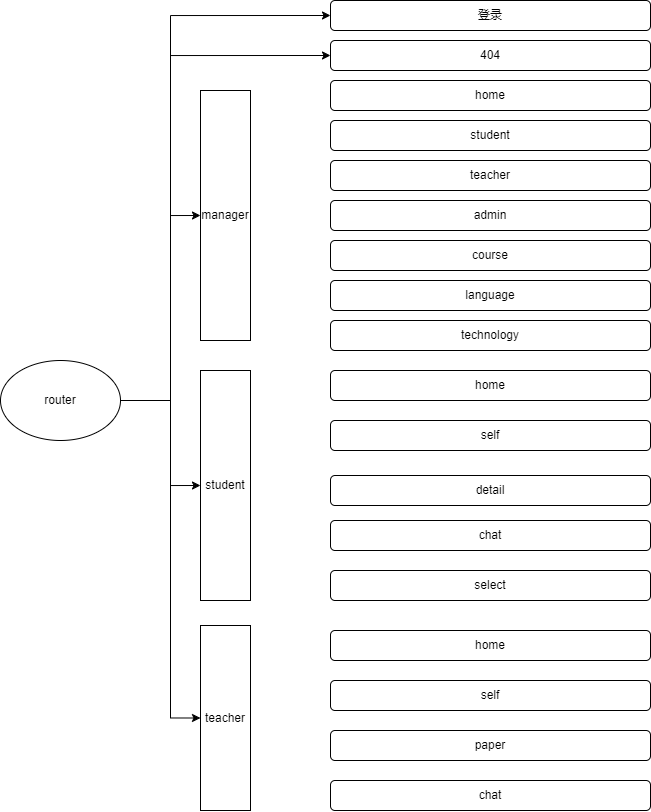 登录
404
home
student
teacher
manager
admin
course
language
technology
router
home
self
student
detail
chat
select
home
self
teacher
paper
chat